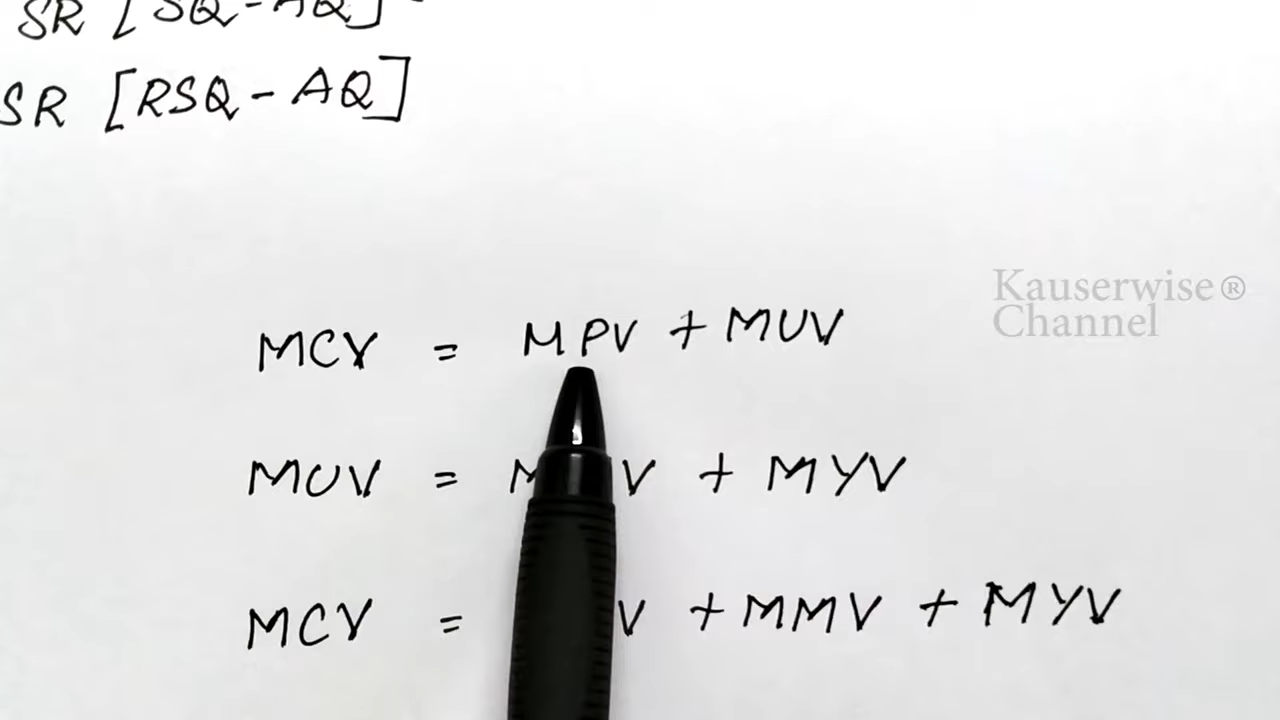 SR [SQ - AQ]
SR [RSQ - AQ]
Kauserwise®
Channel
MCV = MPV + MUV
MUV = V + MYV
MCV = V + MMV + MYV